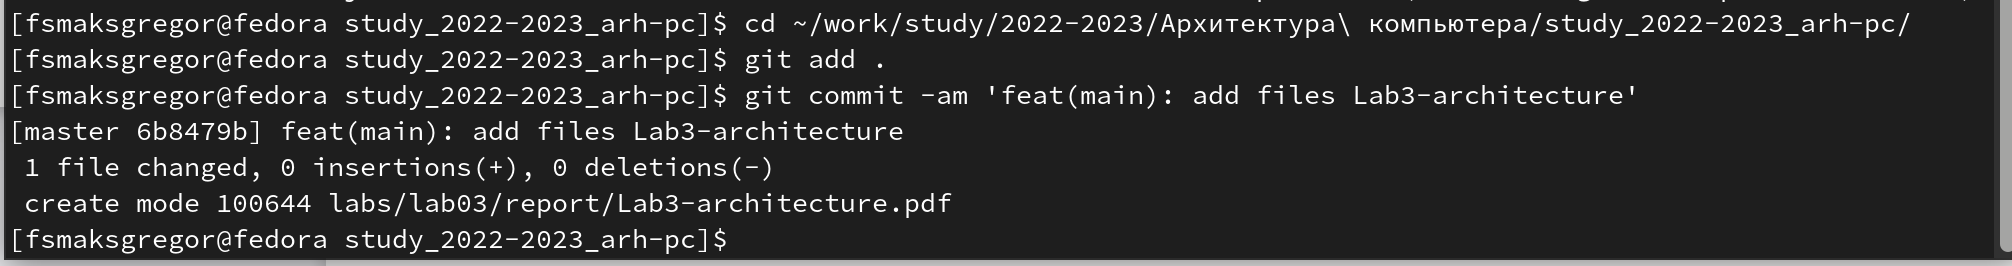 [fsmaksgregor@fedora study_2022-2023_arh-pc]$ cd ~/work/study/2022-2023/Архитектура\ компьютера/study_2022-2023_arh-pc/
[fsmaksgregor@fedora study_2022-2023_arh-pc]$ git add .
[fsmaksgregor@fedora study_2022-2023_arh-pc]$ git commit -am 'feat(main): add files Lab3-architecture'
[master 6b8479b] feat(main): add files Lab3-architecture
 1 file changed, 0 insertions(+), 0 deletions(-)
 create mode 100644 labs/lab03/report/Lab3-architecture.pdf
[fsmaksgregor@fedora study_2022-2023_arh-pc]$